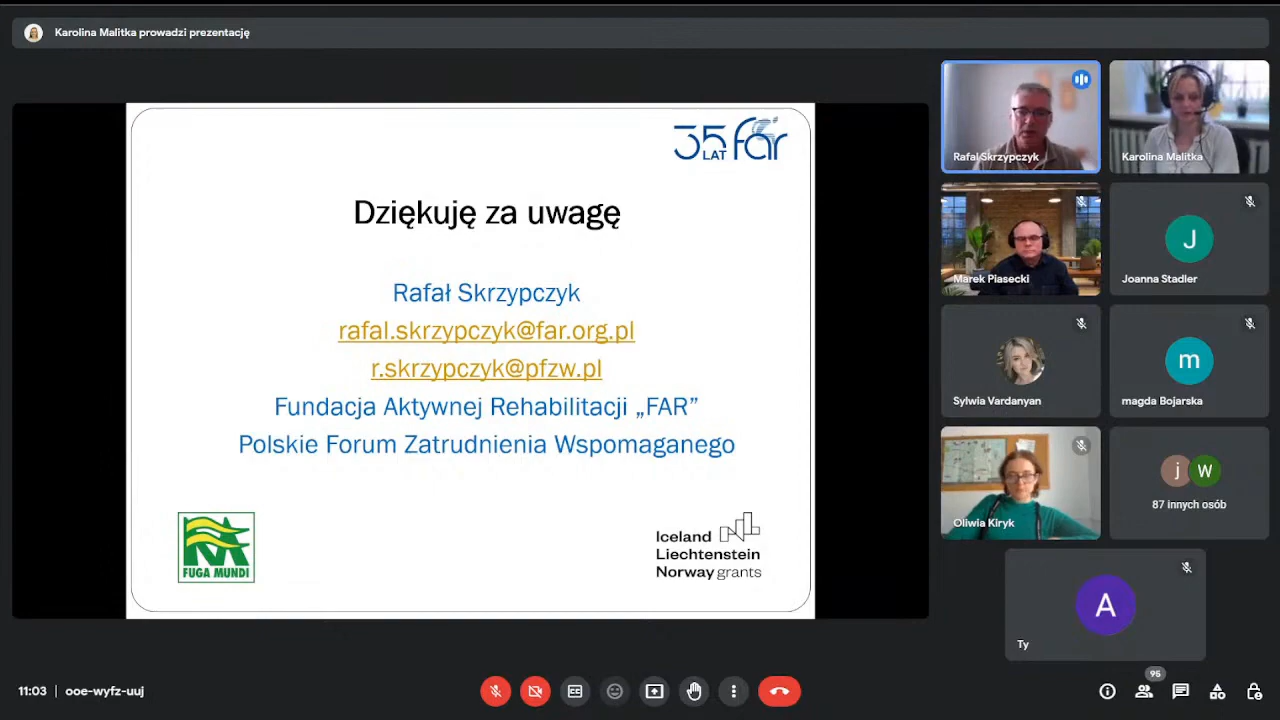 Karolina Malitka prowadzi prezentację
35 LAT far
Dziękuję za uwagę
Rafał Skrzypczyk
rafal.skrzypczyk@far.org.pl
r.skrzypczyk@pfzw.pl
Fundacja Aktywnej Rehabilitacji „FAR”
Polskie Forum Zatrudnienia Wspomaganego
FUGA MUNDI
Iceland
Liechtenstein
Norway grants
Rafał Skrzypczyk
Karolina Malitka
Marek Piasecki
J
Joanna Stadler
Sylwia Vardanyan
m
magda Bojarska
Oliwia Kiryk
j W
87 innych osób
A
Ty
11:03 | ooe-wyfz-uuj
95